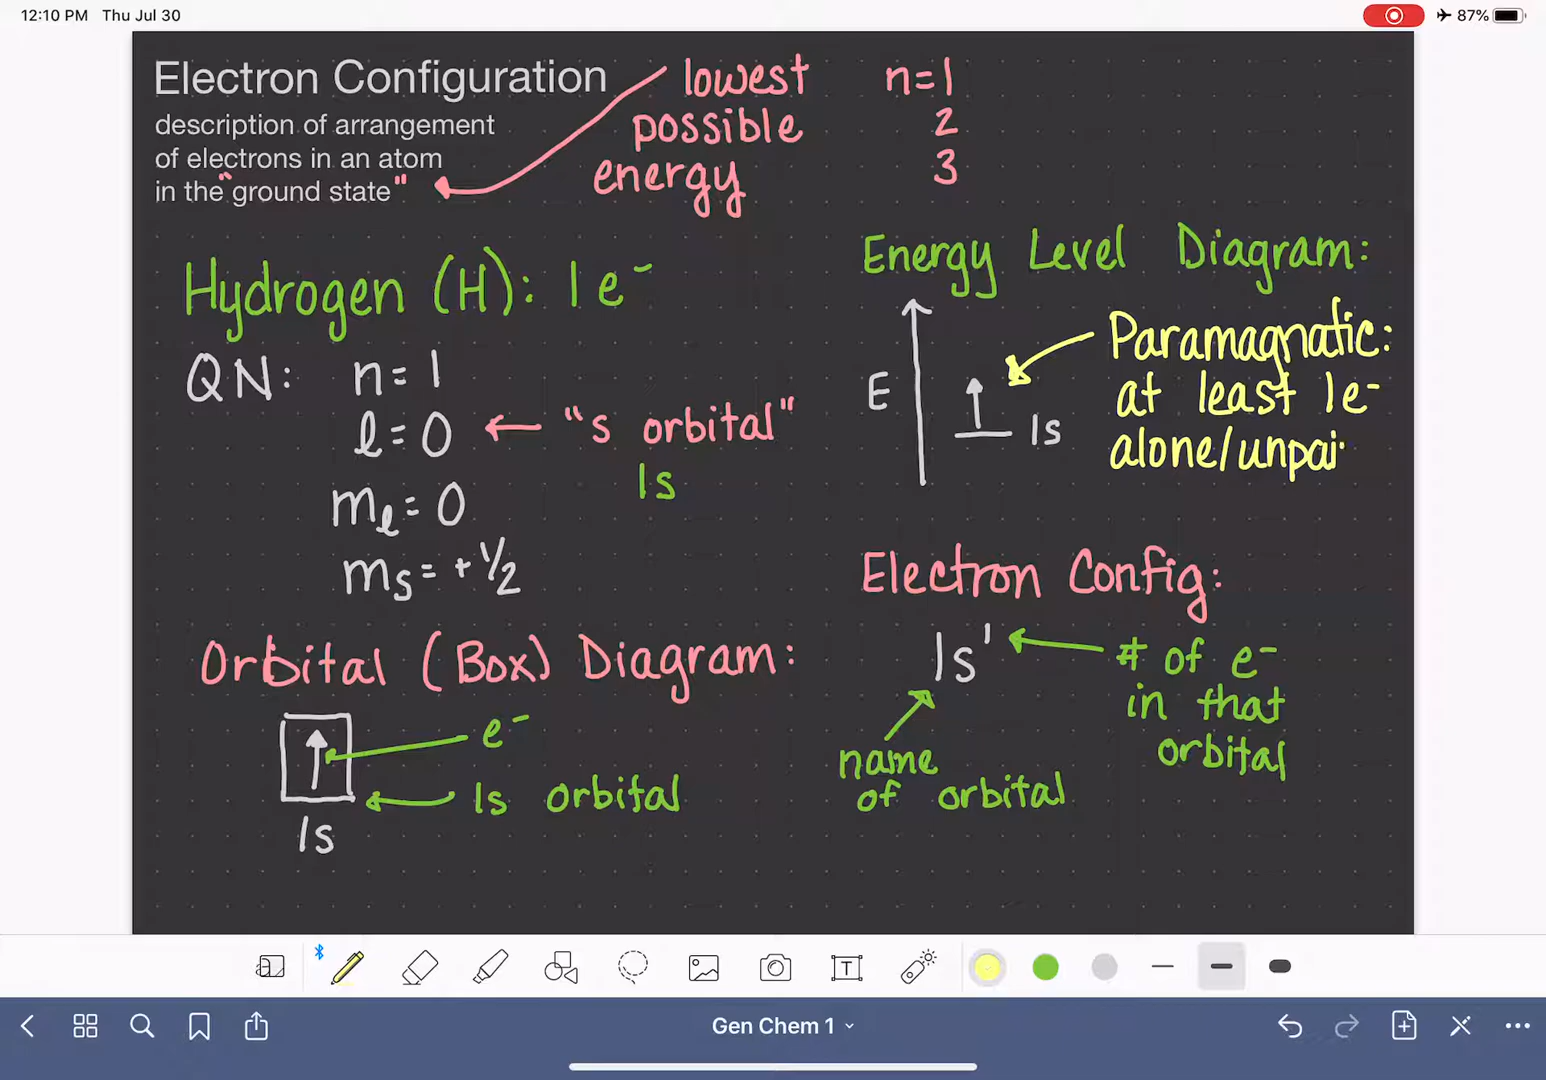 12:10 PM Thu Jul 30
87%
Electron Configuration
description of arrangement
of electrons in an atom
in the "ground state"
lowest
possible
energy
n=1
2
3
Hydrogen (H): 1 e⁻
QN: n=1
l=0 ← "s orbital"
1s
mₗ=0
mₛ=+½
Orbital (Box) Diagram:
e⁻
1s orbital
1s
Energy Level Diagram:
E
1s
Paramagnatic:
at least 1e⁻
alone/unpai
Electron Config:
1s¹
# of e⁻
in that
orbital
name
of orbital
T
Gen Chem 1